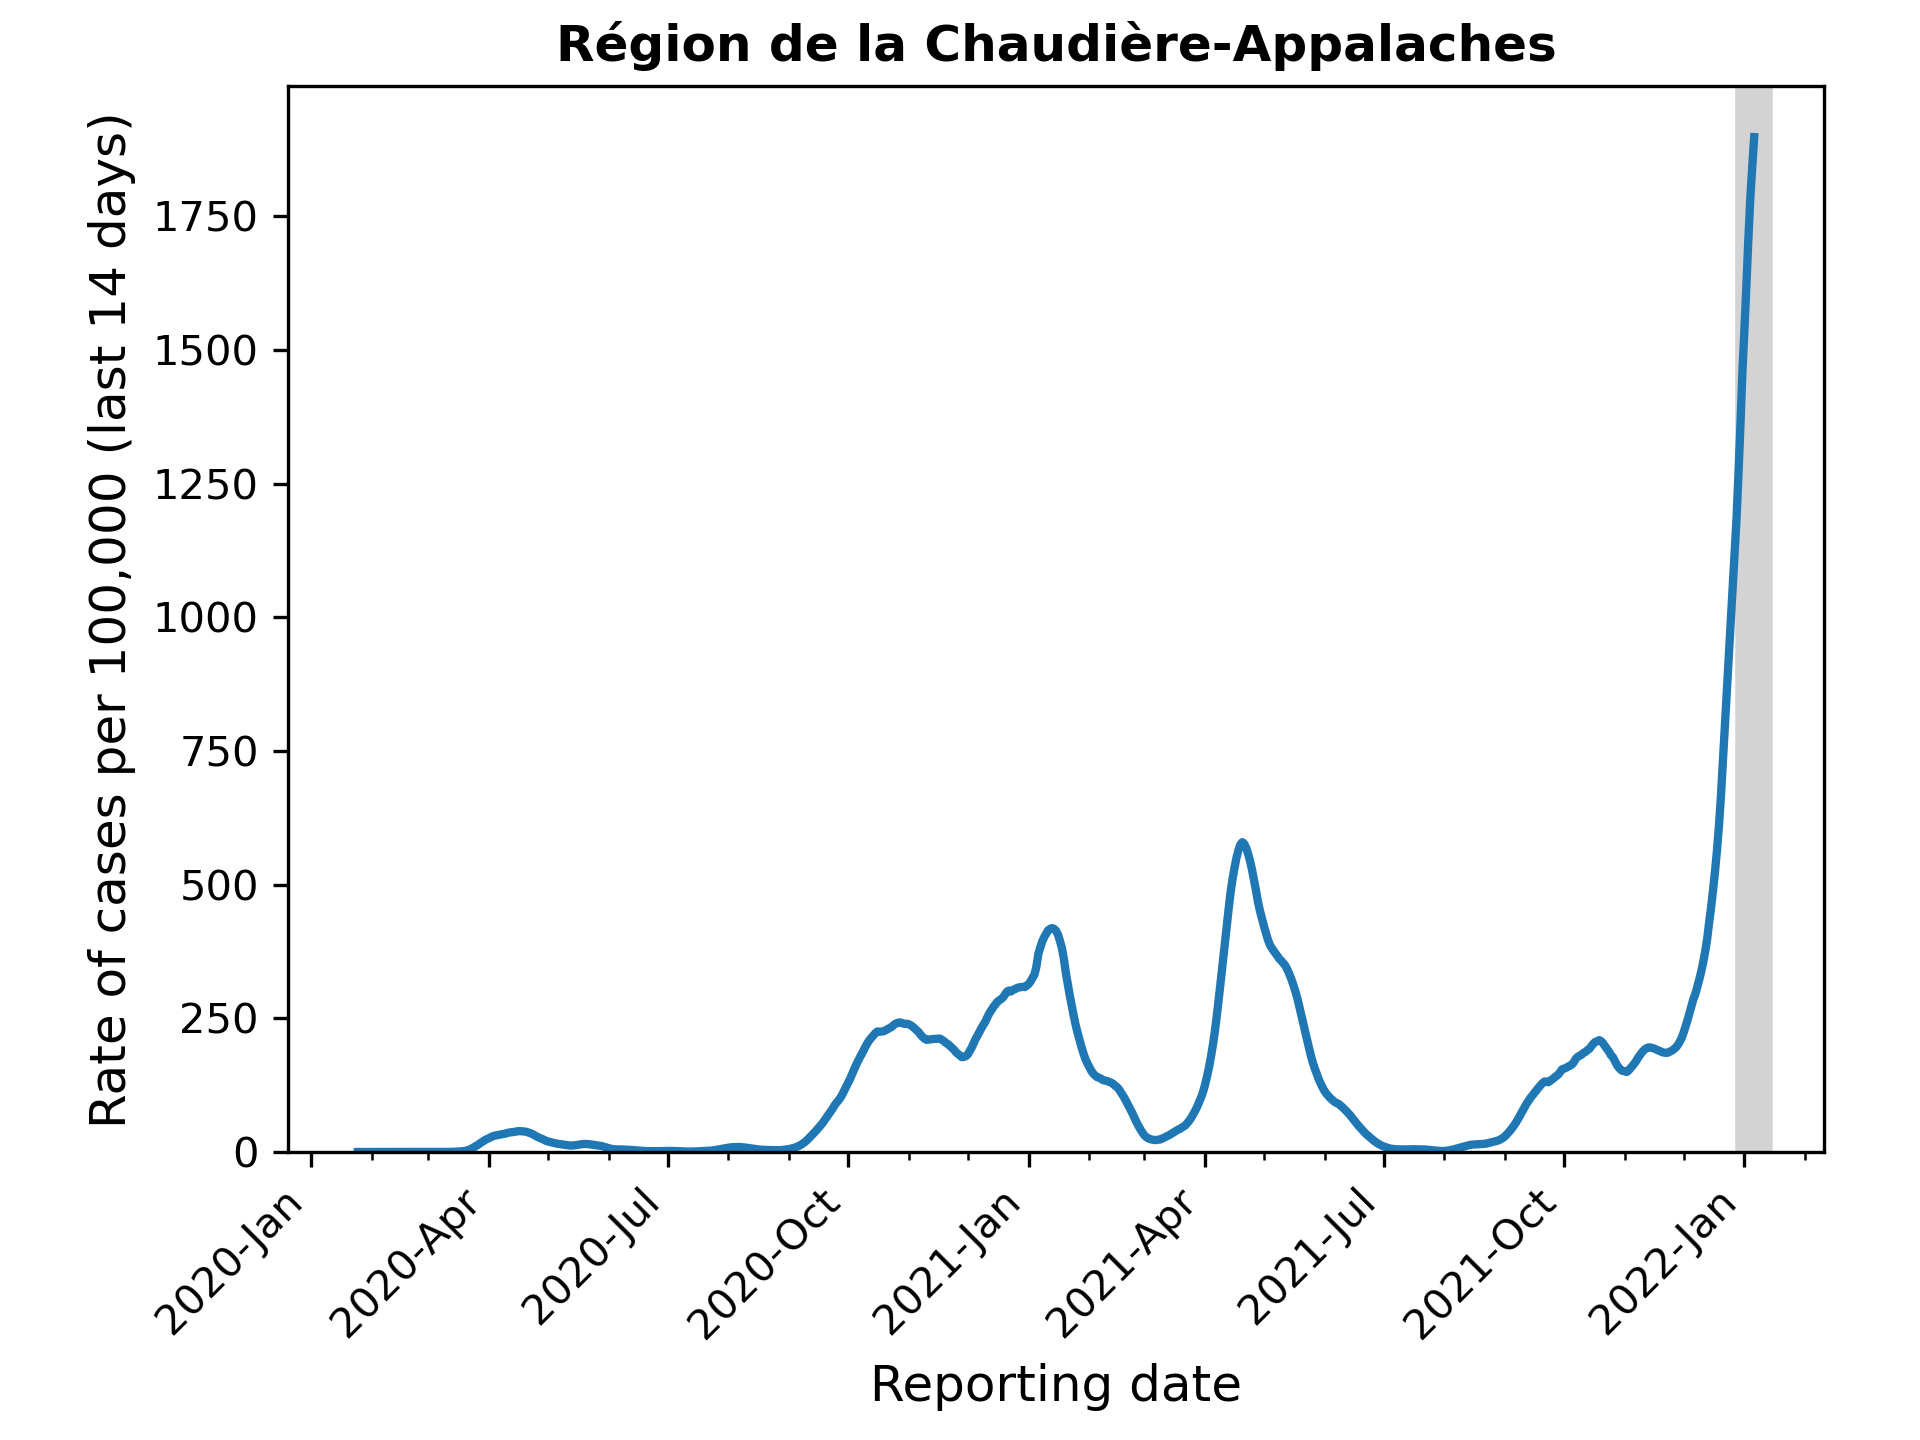 Région de la Chaudière-Appalaches
Rate of cases per 100,000 (last 14 days)
1750
1500
1250
1000
750
500
250
0
2020-Jan
2020-Apr
2020-Jul
2020-Oct
2021-Jan
2021-Apr
2021-Jul
2021-Oct
2022-Jan
Reporting date